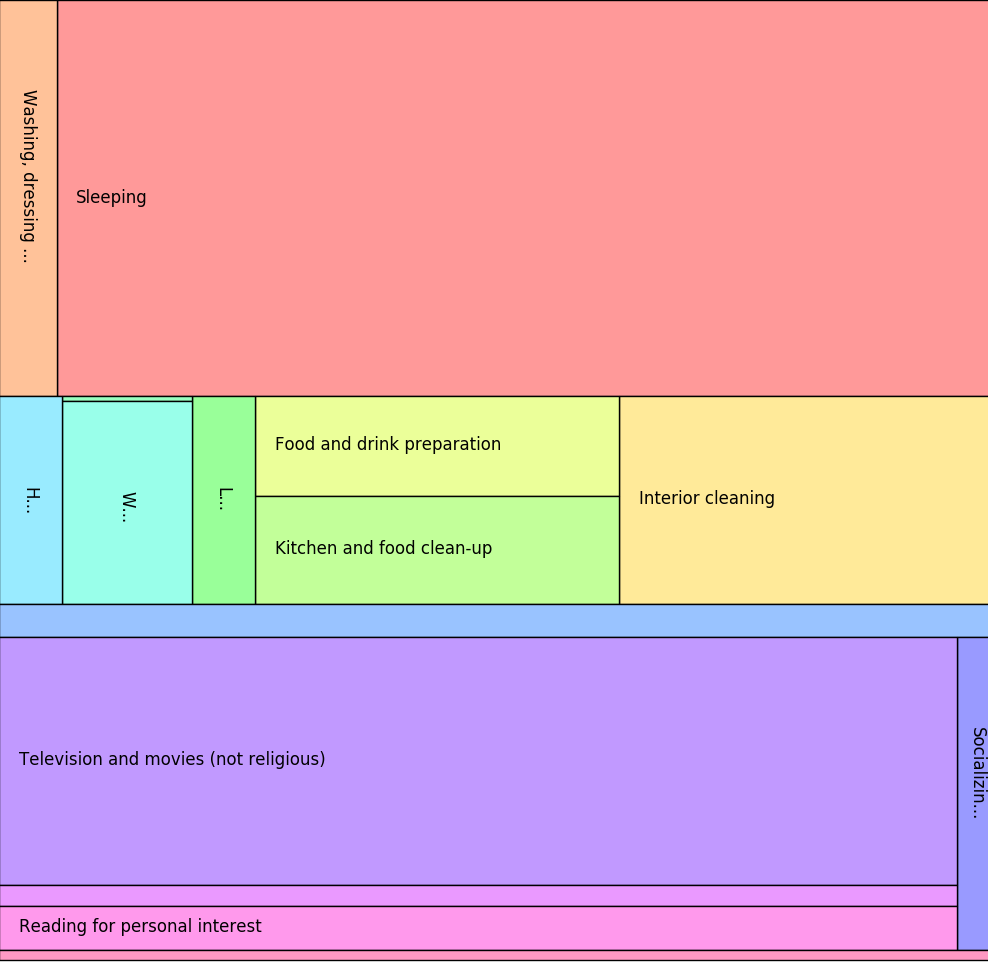 Washing, dressing ...
Sleeping
H...
W...
L...
Food and drink preparation
Kitchen and food clean-up
Interior cleaning
Television and movies (not religious)
Socializin...
Reading for personal interest